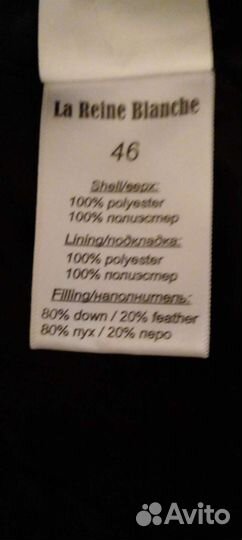 La Reine Blanche
46
Shell/верх:
100% polyester
100% полиэстер
Lining/подкладка:
100% polyester
100% полиэстер
Filling/наполнитель:
80% down / 20% feather
80% пух / 20% перо
Avito